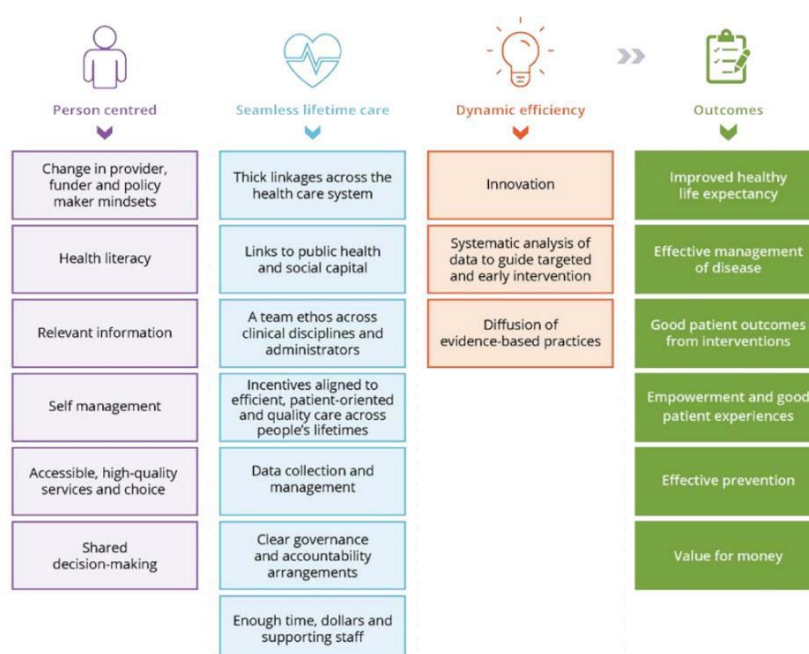 Person centred
Change in provider,
funder and policy
maker mindsets
Health literacy
Relevant information
Self management
Accessible, high-quality
services and choice
Shared
decision-making
Seamless lifetime care
Thick linkages across the
health care system
Links to public health
and social capital
A team ethos across
clinical disciplines and
administrators
Incentives aligned to
efficient, patient-oriented
and quality care across
people's lifetimes
Data collection and
management
Clear governance
and accountability
arrangements
Enough time, dollars and
supporting staff
Dynamic efficiency
Innovation
Systematic analysis of
data to guide targeted
and early intervention
Diffusion of
evidence-based practices
Outcomes
Improved healthy
life expectancy
Effective management
of disease
Good patient outcomes
from interventions
Empowerment and good
patient experiences
Effective prevention
Value for money